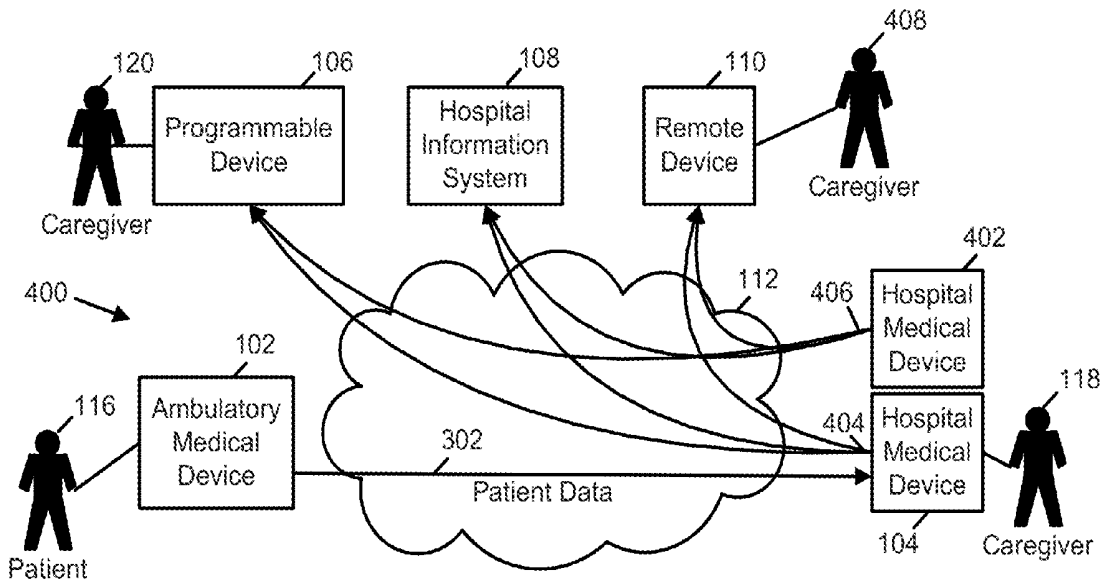 408
120
106
108
110
Programmable
Device
Hospital
Information
System
Remote
Device
Caregiver
Caregiver
402
112
406
Hospital
Medical
Device
400
102
116
118
Ambulatory
Medical
Device
404
Hospital
Medical
Device
302
Patient Data
104
Patient
Caregiver